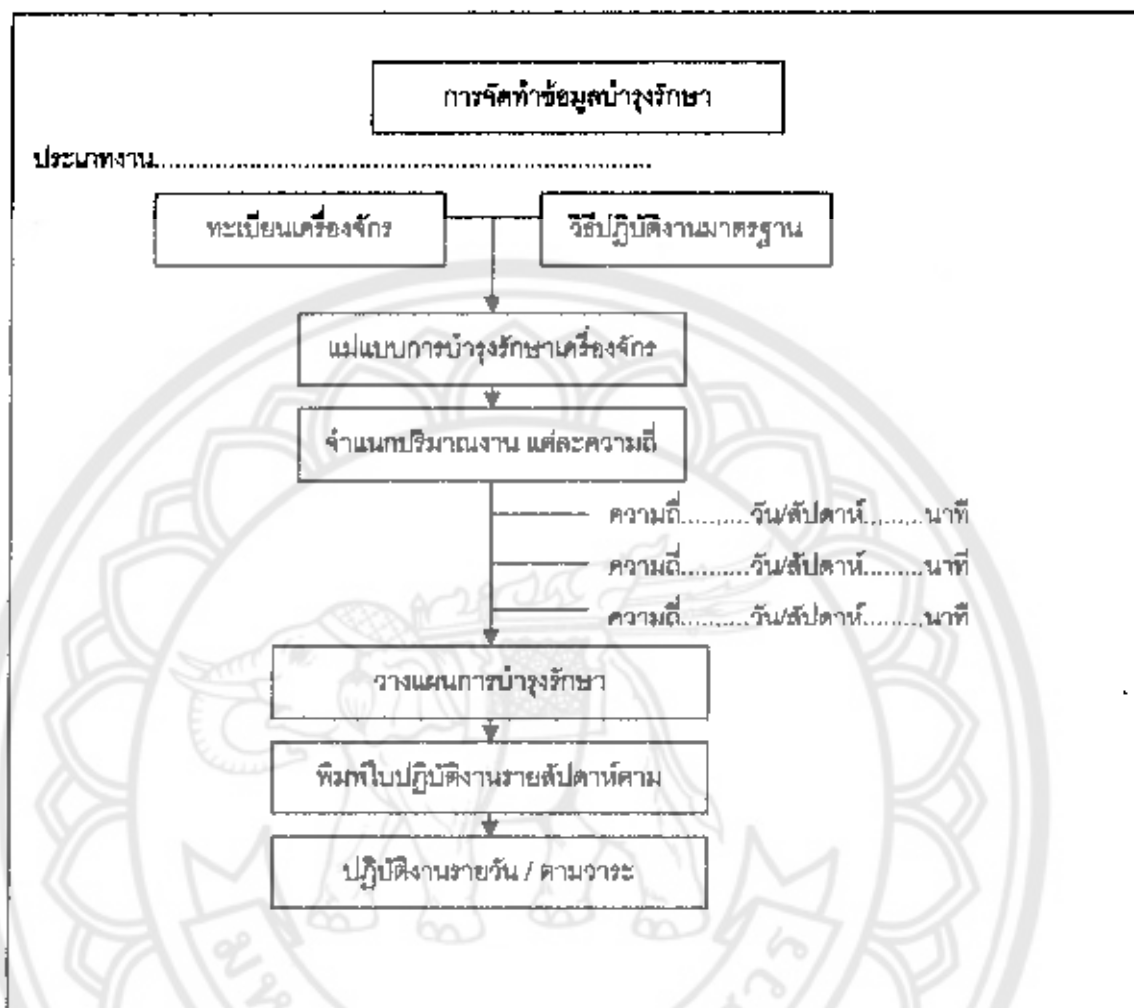 การจัดทำข้อมูลบำรุงรักษา
ประเภทงาน......................................................................
ทะเบียนเครื่องจักร
วิธีปฏิบัติงานมาตรฐาน
แม่แบบการบำรุงรักษาเครื่องจักร
จำแนกปริมาณงาน แต่ละความถี่
ความถี่..........วัน/สัปดาห์.........นาที
ความถี่..........วัน/สัปดาห์.........นาที
ความถี่..........วัน/สัปดาห์.........นาที
วางแผนการบำรุงรักษา
พิมพ์ใบปฏิบัติงานรายสัปดาห์ตาม
ปฏิบัติงานรายวัน / ตามวาระ